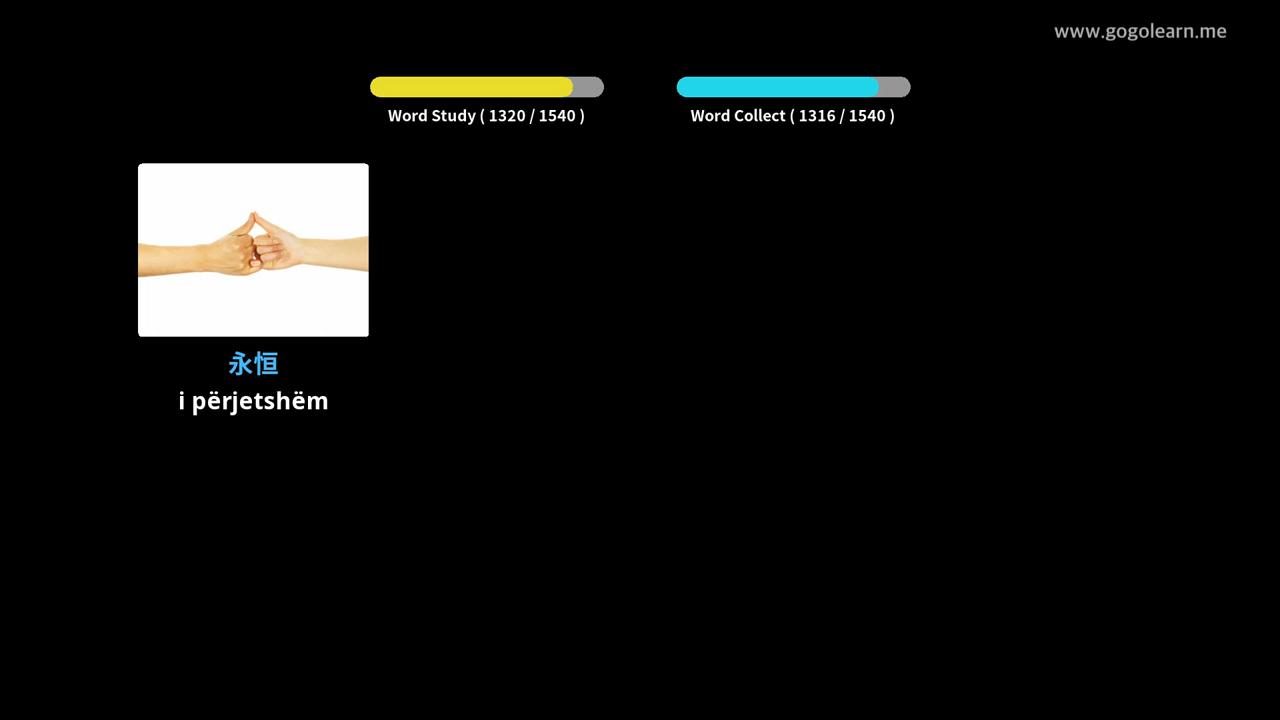 www.gogolearn.me
Word Study ( 1320 / 1540 )
Word Collect ( 1316 / 1540 )
永恒
i përjetshëm